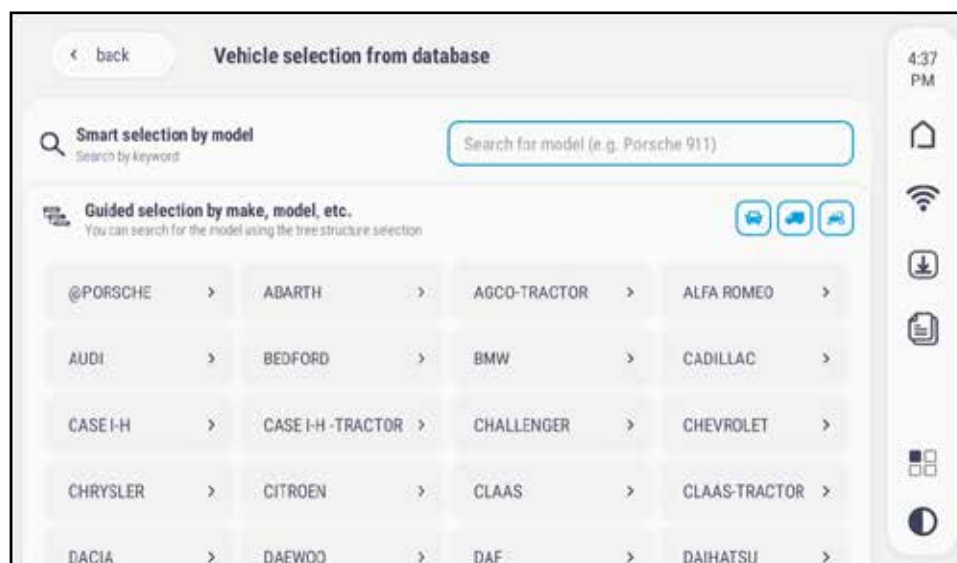 back
Vehicle selection from database
4:37
PM
Smart selection by model
Search by keyword
Search for model (e.g. Porsche 911)
Guided selection by make, model, etc.
You can search for the model using the tree structure selection
@PORSCHE
ABARTH
AGCO-TRACTOR
ALFA ROMEO
AUDI
BEDFORD
BMW
CADILLAC
CASE I-H
CASE I-H -TRACTOR
CHALLENGER
CHEVROLET
CHRYSLER
CITROEN
CLAAS
CLAAS-TRACTOR
DACIA
DAEWOO
DAF
DAIHATSU